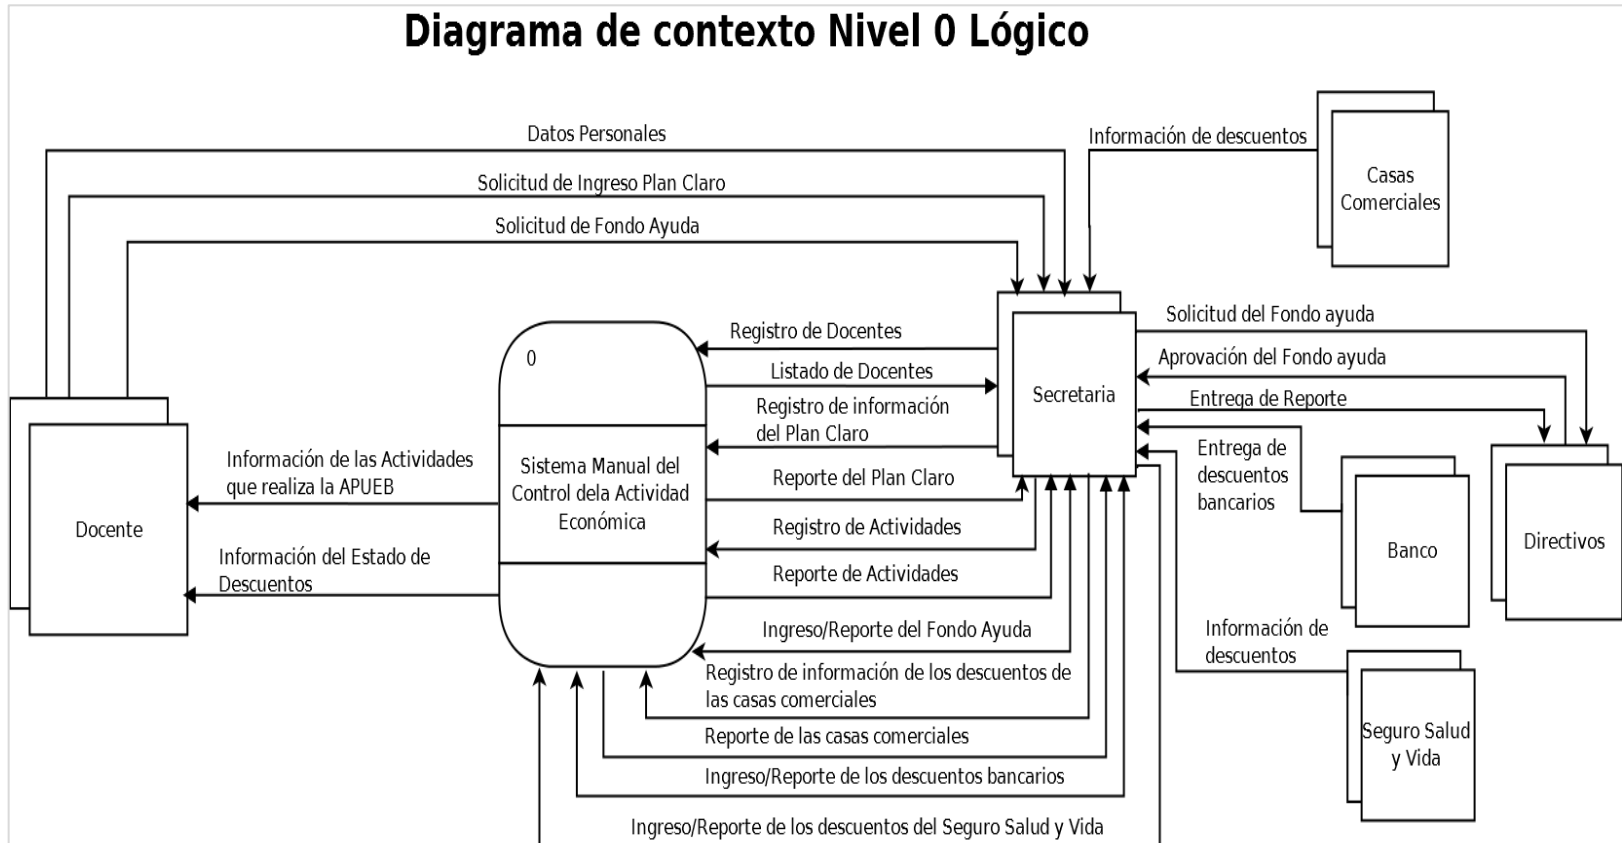 Diagrama de contexto Nivel 0 Lógico
Datos Personales
Información de descuentos
Casas
Comerciales
Solicitud de Ingreso Plan Claro
Solicitud de Fondo Ayuda
Registro de Docentes
Solicitud del Fondo ayuda
0
Listado de Docentes
Aprovación del Fondo ayuda
Secretaria
Entrega de Reporte
Registro de información
del Plan Claro
Información de las Actividades
que realiza la APUEB
Sistema Manual del
Control dela Actividad
Económica
Reporte del Plan Claro
Entrega de
descuentos
bancarios
Docente
Registro de Actividades
Banco
Directivos
Información del Estado de
Descuentos
Reporte de Actividades
Ingreso/Reporte del Fondo Ayuda
Información de
descuentos
Registro de información de los descuentos de
las casas comerciales
Reporte de las casas comerciales
Seguro Salud
y Vida
Ingreso/Reporte de los descuentos bancarios
Ingreso/Reporte de los descuentos del Seguro Salud y Vida